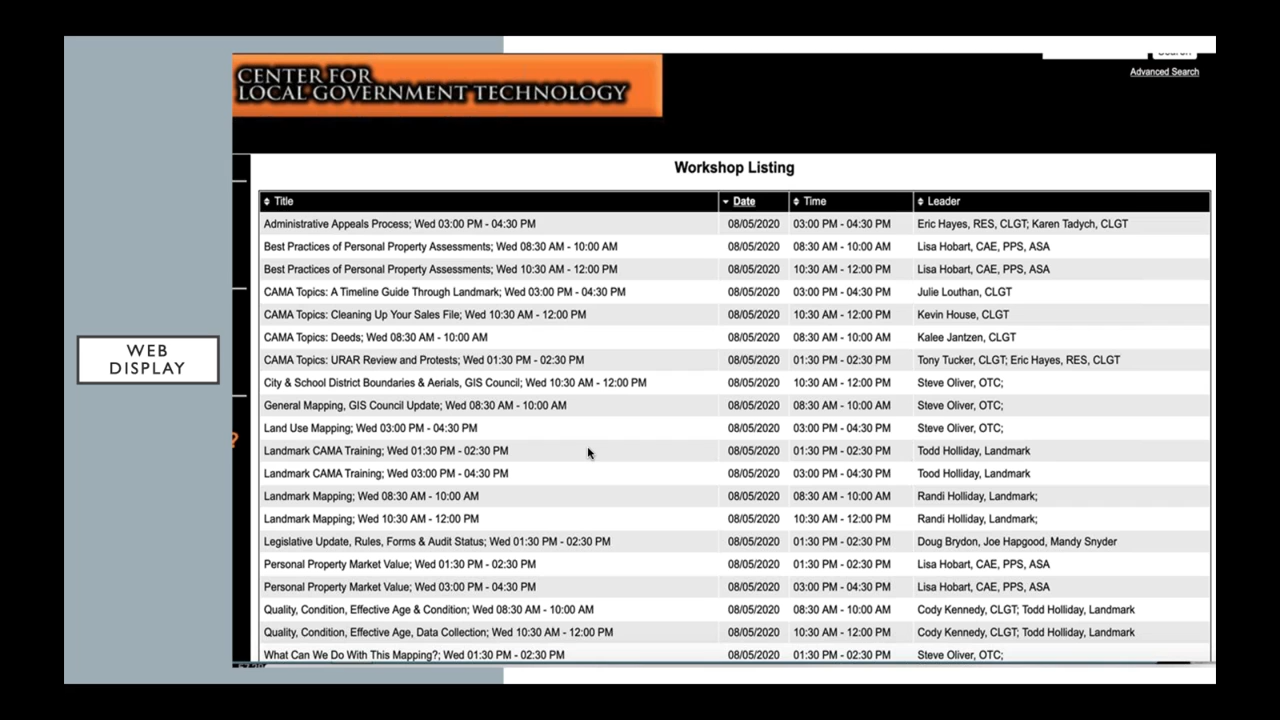 Search
Advanced Search
CENTER FOR
LOCAL GOVERNMENT TECHNOLOGY
WEB
DISPLAY
?
Workshop Listing
Title Date Time Leader
Administrative Appeals Process; Wed 03:00 PM - 04:30 PM 08/05/2020 03:00 PM - 04:30 PM Eric Hayes, RES, CLGT; Karen Tadych, CLGT
Best Practices of Personal Property Assessments; Wed 08:30 AM - 10:00 AM 08/05/2020 08:30 AM - 10:00 AM Lisa Hobart, CAE, PPS, ASA
Best Practices of Personal Property Assessments; Wed 10:30 AM - 12:00 PM 08/05/2020 10:30 AM - 12:00 PM Lisa Hobart, CAE, PPS, ASA
CAMA Topics: A Timeline Guide Through Landmark; Wed 03:00 PM - 04:30 PM 08/05/2020 03:00 PM - 04:30 PM Julie Louthan, CLGT
CAMA Topics: Cleaning Up Your Sales File; Wed 10:30 AM - 12:00 PM 08/05/2020 10:30 AM - 12:00 PM Kevin House, CLGT
CAMA Topics: Deeds; Wed 08:30 AM - 10:00 AM 08/05/2020 08:30 AM - 10:00 AM Kalee Jantzen, CLGT
CAMA Topics: URAR Review and Protests; Wed 01:30 PM - 02:30 PM 08/05/2020 01:30 PM - 02:30 PM Tony Tucker, CLGT; Eric Hayes, RES, CLGT
City & School District Boundaries & Aerials, GIS Council; Wed 10:30 AM - 12:00 PM 08/05/2020 10:30 AM - 12:00 PM Steve Oliver, OTC;
General Mapping, GIS Council Update; Wed 08:30 AM - 10:00 AM 08/05/2020 08:30 AM - 10:00 AM Steve Oliver, OTC;
Land Use Mapping; Wed 03:00 PM - 04:30 PM 08/05/2020 03:00 PM - 04:30 PM Steve Oliver, OTC;
Landmark CAMA Training; Wed 01:30 PM - 02:30 PM 08/05/2020 01:30 PM - 02:30 PM Todd Holliday, Landmark
Landmark CAMA Training; Wed 03:00 PM - 04:30 PM 08/05/2020 03:00 PM - 04:30 PM Tood Holliday, Landmark
Landmark Mapping; Wed 08:30 AM - 10:00 AM 08/05/2020 08:30 AM - 10:00 AM Randi Holliday, Landmark;
Landmark Mapping; Wed 10:30 AM - 12:00 PM 08/05/2020 10:30 AM - 12:00 PM Randi Holliday, Landmark;
Legislative Update, Rules, Forms & Audit Status; Wed 01:30 PM - 02:30 PM 08/05/2020 01:30 PM - 02:30 PM Doug Brydon, Joe Hapgood, Mandy Snyder
Personal Property Market Value; Wed 01:30 PM - 02:30 PM 08/05/2020 01:30 PM - 02:30 PM Lisa Hobart, CAE, PPS, ASA
Personal Property Market Value; Wed 03:00 PM - 04:30 PM 08/05/2020 03:00 PM - 04:30 PM Lisa Hobart, CAE, PPS, ASA
Quality, Condition, Effective Age & Condition; Wed 08:30 AM - 10:00 AM 08/05/2020 08:30 AM - 10:00 AM Cody Kennedy, CLGT; Todd Holliday, Landmark
Quality, Condition, Effective Age, Data Collection; Wed 10:30 AM - 12:00 PM 08/05/2020 10:30 AM - 12:00 PM Cody Kennedy, CLGT; Todd Holliday, Landmark
What Can We Do With This Mapping?; Wed 01:30 PM - 02:30 PM 08/05/2020 01:30 PM - 02:30 PM Steve Oliver, OTC;